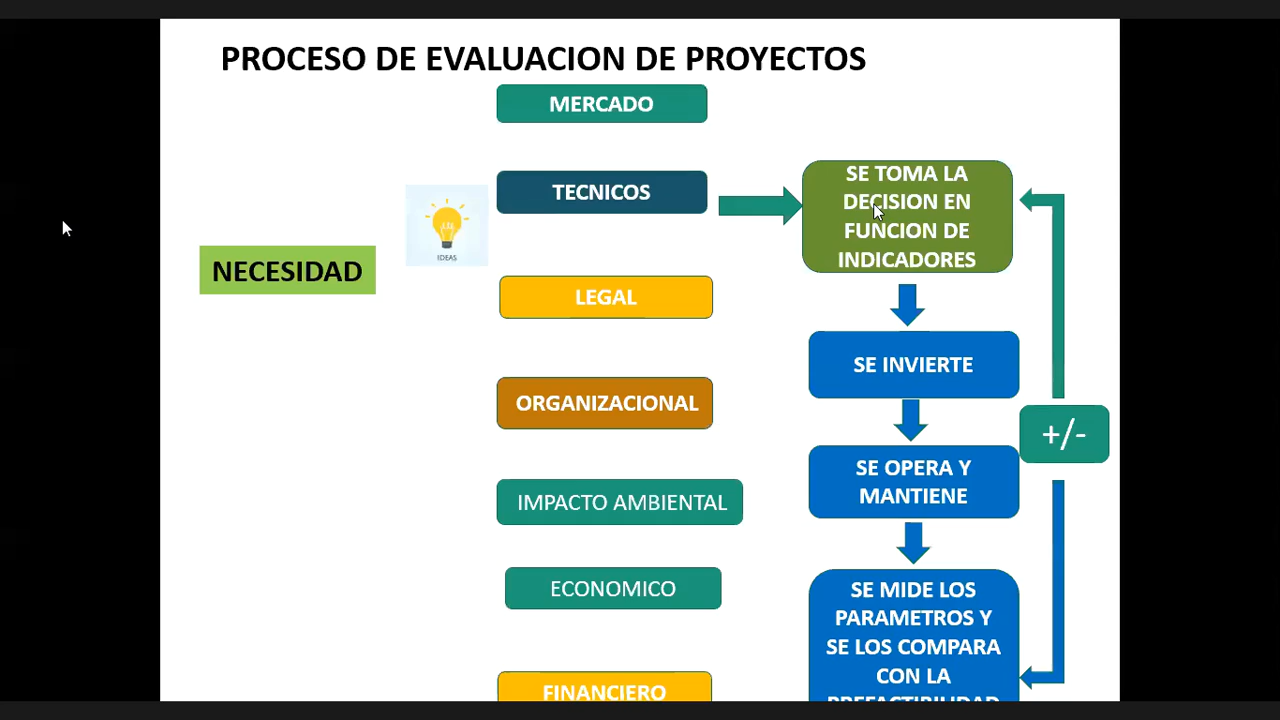 PROCESO DE EVALUACION DE PROYECTOS
MERCADO
TECNICOS
IDEAS
NECESIDAD
LEGAL
ORGANIZACIONAL
IMPACTO AMBIENTAL
ECONOMICO
FINANCIERO
SE TOMA LA
DECISION EN
FUNCION DE
INDICADORES
SE INVIERTE
+/-
SE OPERA Y
MANTIENE
SE MIDE LOS
PARAMETROS Y
SE LOS COMPARA
CON LA
PREFACTIBILIDAD